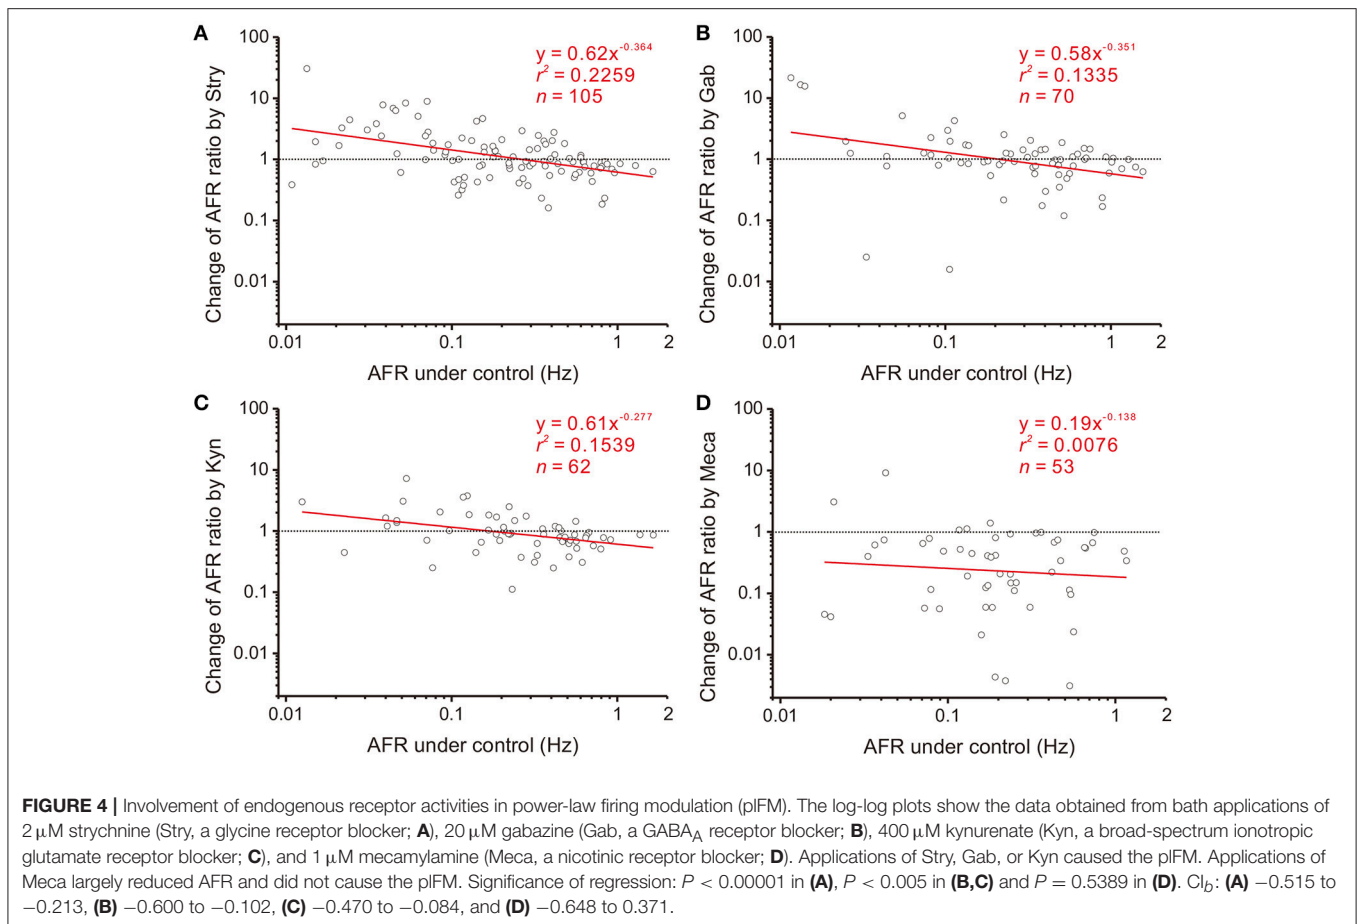 A
100
10
1
0.1
0.01
Change of AFR ratio by Stry
y = 0.62x^-0.364
r² = 0.2259
n = 105
0.01
0.1
1
2
AFR under control (Hz)
B
100
10
1
0.1
0.01
Change of AFR ratio by Gab
y = 0.58x^-0.351
r² = 0.1335
n = 70
0.01
0.1
1
2
AFR under control (Hz)
C
100
10
1
0.1
0.01
Change of AFR ratio by Kyn
y = 0.61x^-0.277
r² = 0.1539
n = 62
0.01
0.1
1
2
AFR under control (Hz)
D
100
10
1
0.1
0.01
Change of AFR ratio by Meca
y = 0.19x^-0.138
r² = 0.0076
n = 53
0.01
0.1
1
2
AFR under control (Hz)
FIGURE 4 | Involvement of endogenous receptor activities in power-law firing modulation (plFM). The log-log plots show the data obtained from bath applications of
2 μM strychnine (Stry, a glycine receptor blocker; A), 20 μM gabazine (Gab, a GABA_A receptor blocker; B), 400 μM kynurenate (Kyn, a broad-spectrum ionotropic
glutamate receptor blocker; C), and 1 μM mecamylamine (Meca, a nicotinic receptor blocker; D). Applications of Stry, Gab, or Kyn caused the plFM. Applications of
Meca largely reduced AFR and did not cause the plFM. Significance of regression: P < 0.00001 in (A), P < 0.005 in (B,C) and P = 0.5389 in (D). CI_b: (A) −0.515 to
−0.213, (B) −0.600 to −0.102, (C) −0.470 to −0.084, and (D) −0.648 to 0.371.